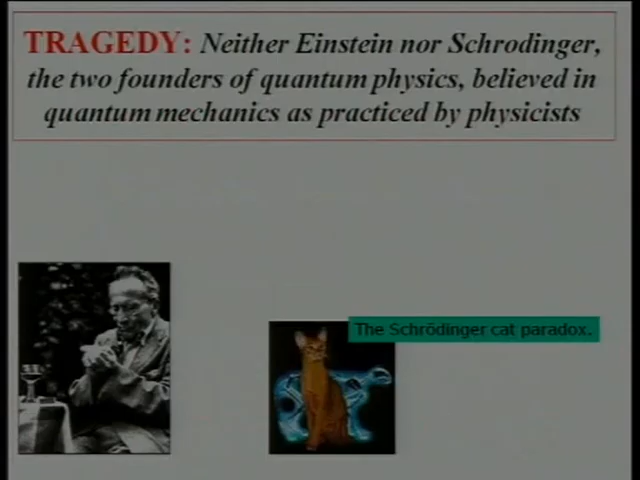 TRAGEDY: Neither Einstein nor Schrodinger,
the two founders of quantum physics, believed in
quantum mechanics as practiced by physicists
The Schrödinger cat paradox.